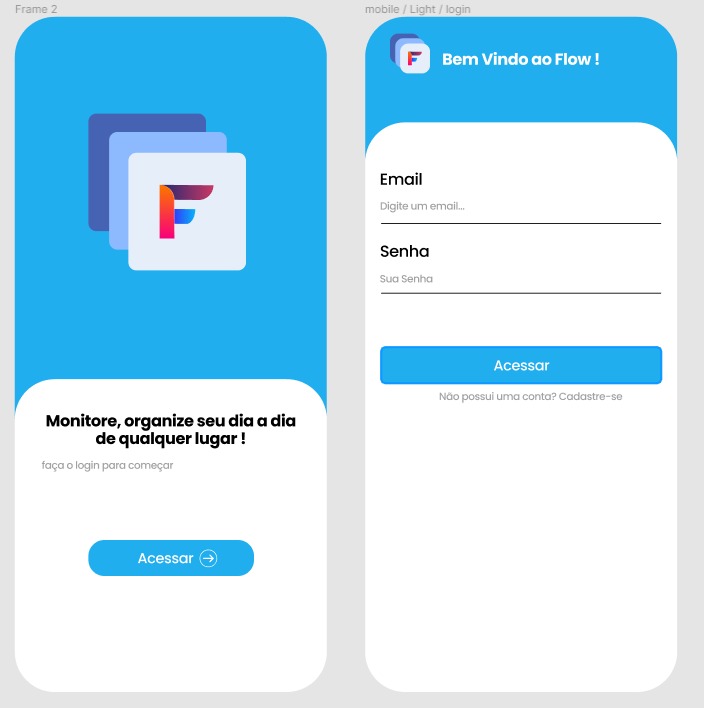 Frame 2
F
Monitore, organize seu dia a dia
de qualquer lugar !
faça o login para começar
Acessar
mobile / Light / login
F
Bem Vindo ao Flow !
Email
Digite um email...
Senha
Sua Senha
Acessar
Não possui uma conta? Cadastre-se